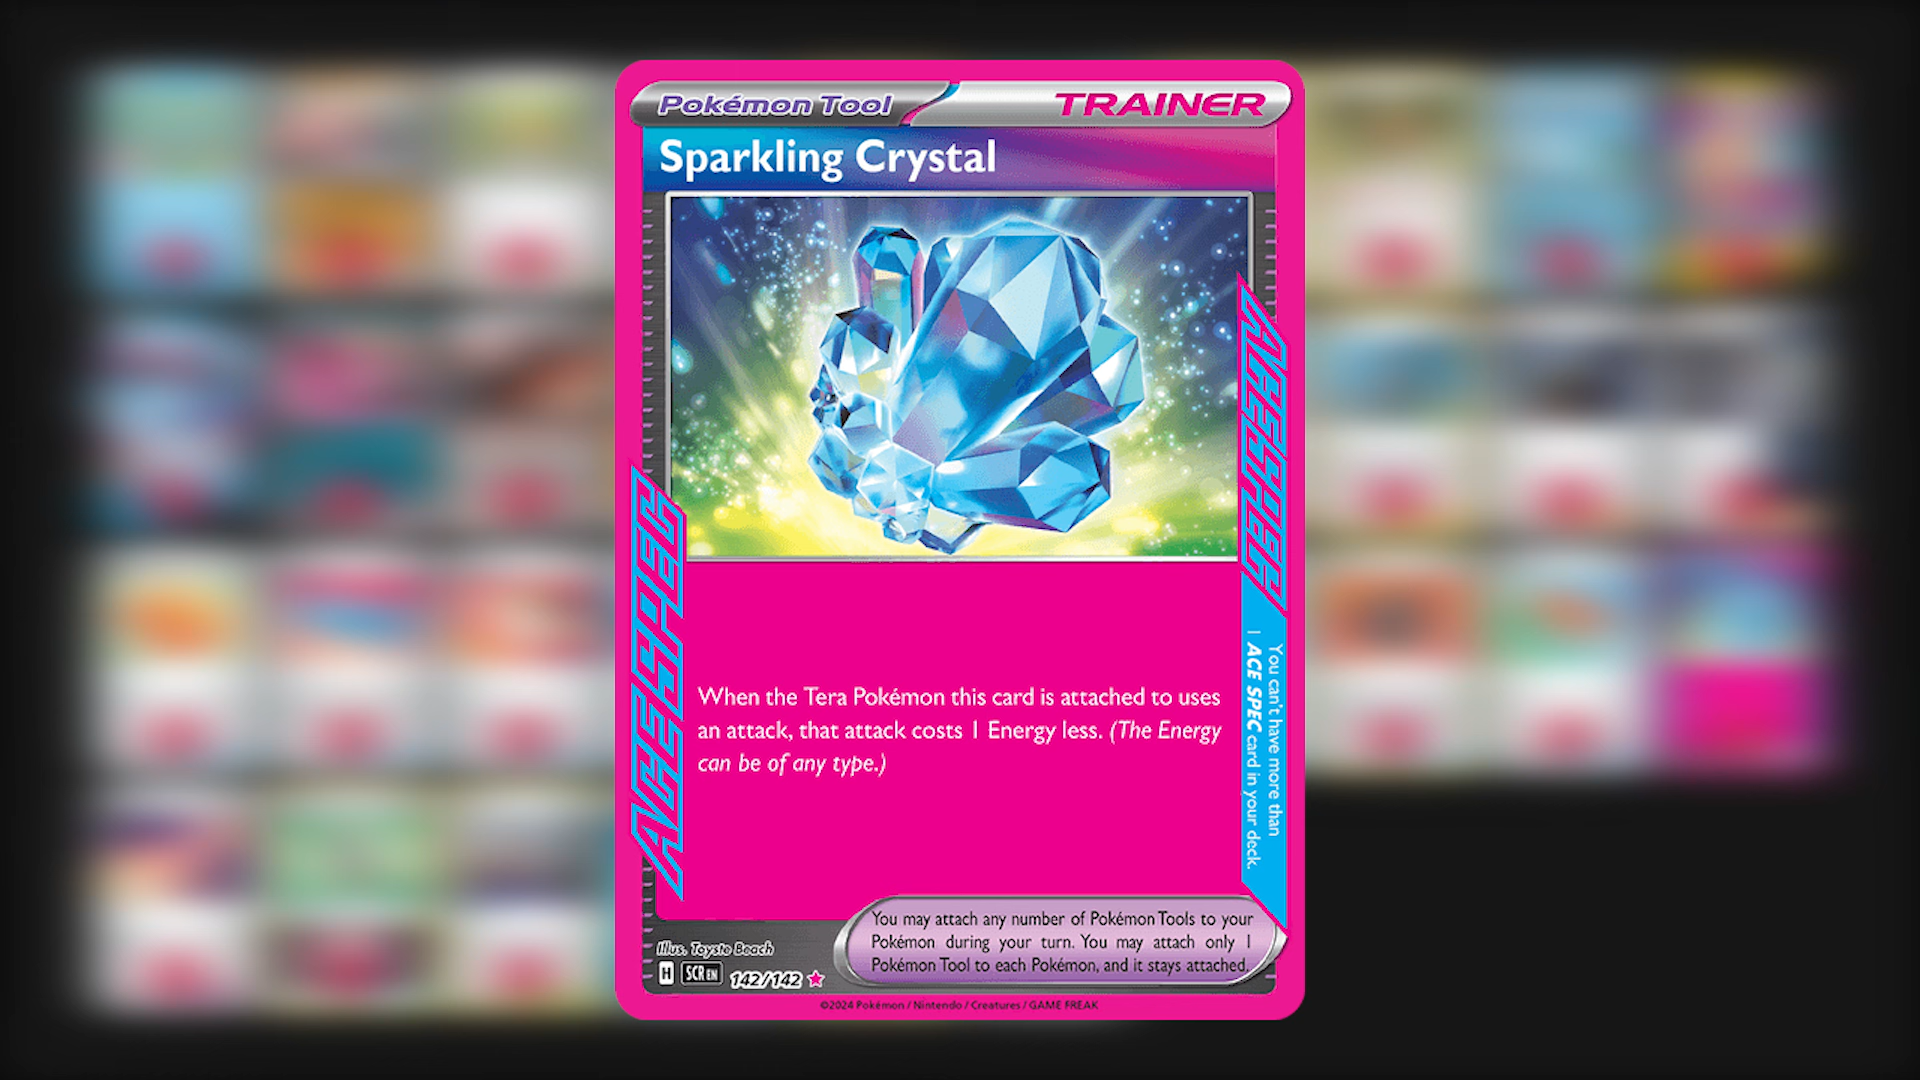 Pokémon Tool
TRAINER
Sparkling Crystal
ACE SPEC
ACE SPEC
You can't have more than
1 ACE SPEC card in your deck.
When the Tera Pokémon this card is attached to uses
an attack, that attack costs 1 Energy less. (The Energy
can be of any type.)
You may attach any number of Pokémon Tools to your
Pokémon during your turn. You may attach only 1
Pokémon Tool to each Pokémon, and it stays attached.
Illus. Toyste Beach
H SCR EN 142/142
©2024 Pokémon / Nintendo / Creatures / GAME FREAK